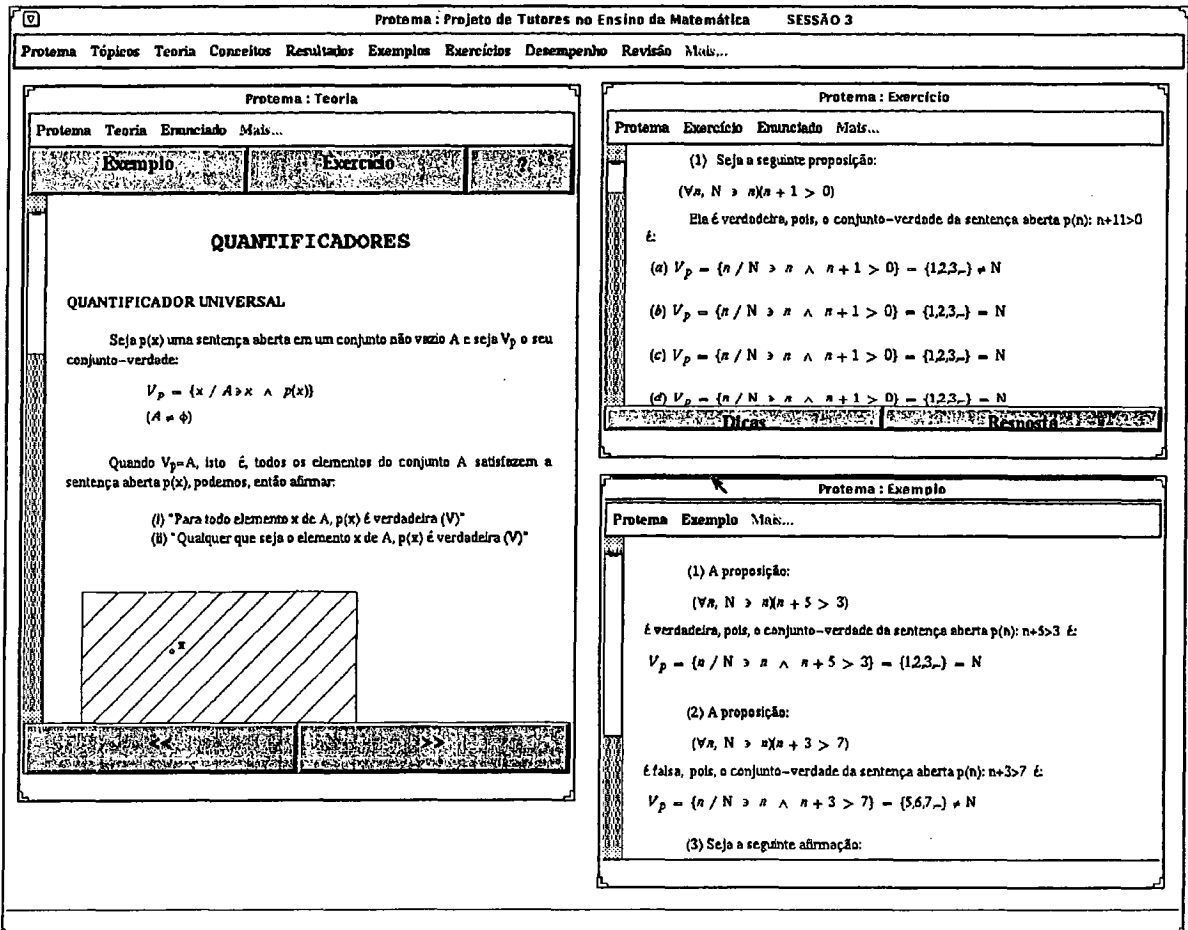 Protema : Projeto de Tutores no Ensino da Matemática SESSÃO 3
Protema Tópicos Teoria Conceitos Resultados Exemplos Exercícios Desempenho Revisão Mais...
Protema : Teoria
Protema Teoria Enunciado Mais...
Exemplo Exercício ?
QUANTIFICADORES
QUANTIFICADOR UNIVERSAL
Seja p(x) uma sentença aberta em um conjunto não vazio A e seja Vp o seu
conjunto-verdade:
Vp = {x / A ∍ x ∧ p(x)}
(A ≠ ϕ)
Quando Vp=A, isto é, todos os elementos do conjunto A satisfazem a
sentença aberta p(x), podemos, então afirmar:
(i) "Para todo elemento x de A, p(x) é verdadeira (V)"
(ii) "Qualquer que seja o elemento x de A, p(x) é verdadeira (V)"
x
<< >>
Protema : Exercício
Protema Exercício Enunciado Mais...
(1) Seja a seguinte proposição:
(∀n, N ∍ n)(n + 1 > 0)
Ela é verdadeira, pois, o conjunto-verdade da sentença aberta p(n): n+11>0
é:
(a) Vp = {n / N ∍ n ∧ n + 1 > 0} = {1,2,3,...} ≠ N
(b) Vp = {n / N ∍ n ∧ n + 1 > 0} = {1,2,3,...} = N
(c) Vp = {n / N ∍ n ∧ n + 1 > 0} = {1,2,3,...} = N
(d) Vp = {n / N ∍ n ∧ n + 1 > 0} = {1,2,3,...} = N
Dicas Resposta
Protema : Exemplo
Protema Exemplo Mais...
(1) A proposição:
(∀n, N ∍ n)(n + 5 > 3)
é verdadeira, pois, o conjunto-verdade da sentença aberta p(n): n+5>3 é:
Vp = {n / N ∍ n ∧ n + 5 > 3} = {1,2,3,...} = N
(2) A proposição:
(∀n, N ∍ n)(n + 3 > 7)
É falsa, pois, o conjunto-verdade da sentença aberta p(n): n+3>7 é:
Vp = {n / N ∍ n ∧ n + 3 > 7} = {5,6,7,...} ≠ N
(3) Seja a seguinte afirmação: